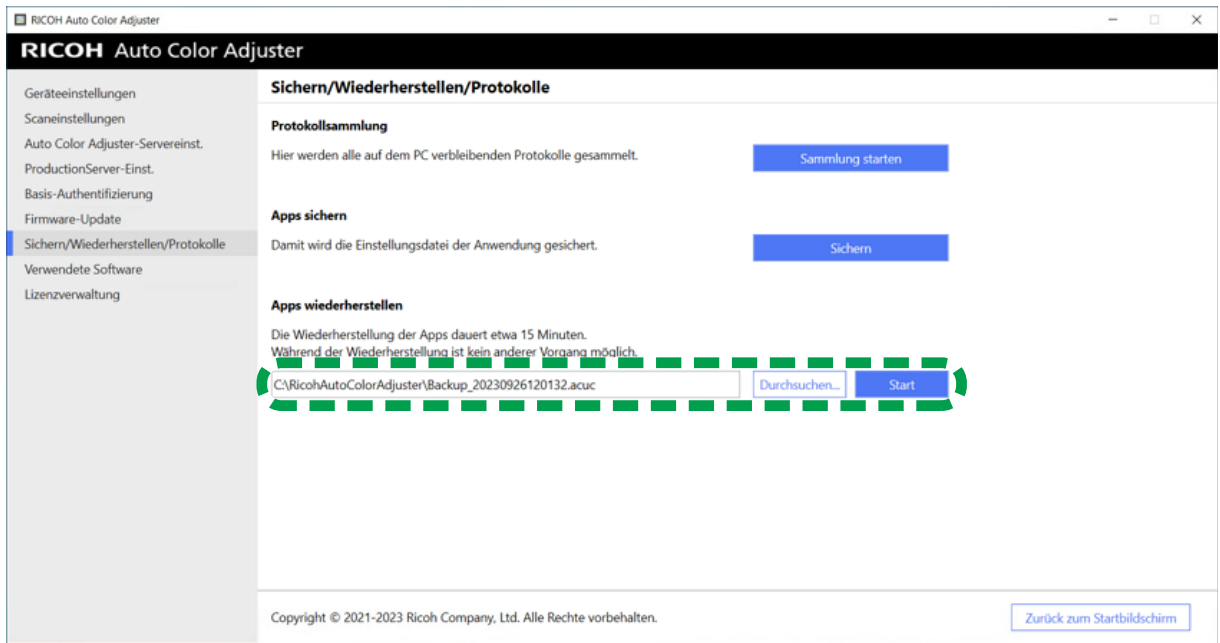 RICOH Auto Color Adjuster
RICOH Auto Color Adjuster
Geräteeinstellungen
Scaneinstellungen
Auto Color Adjuster-Servereinst.
ProductionServer-Einst.
Basis-Authentifizierung
Firmware-Update
Sichern/Wiederherstellen/Protokolle
Verwendete Software
Lizenzverwaltung
Sichern/Wiederherstellen/Protokolle
Protokollsammlung
Hier werden alle auf dem PC verbleibenden Protokolle gesammelt.
Sammlung starten
Apps sichern
Damit wird die Einstellungsdatei der Anwendung gesichert.
Sichern
Apps wiederherstellen
Die Wiederherstellung der Apps dauert etwa 15 Minuten.
Während der Wiederherstellung ist kein anderer Vorgang möglich.
C:\RicohAutoColorAdjuster\Backup_20230926120132.acuc
Durchsuchen...
Start
Copyright © 2021-2023 Ricoh Company, Ltd. Alle Rechte vorbehalten.
Zurück zum Startbildschirm